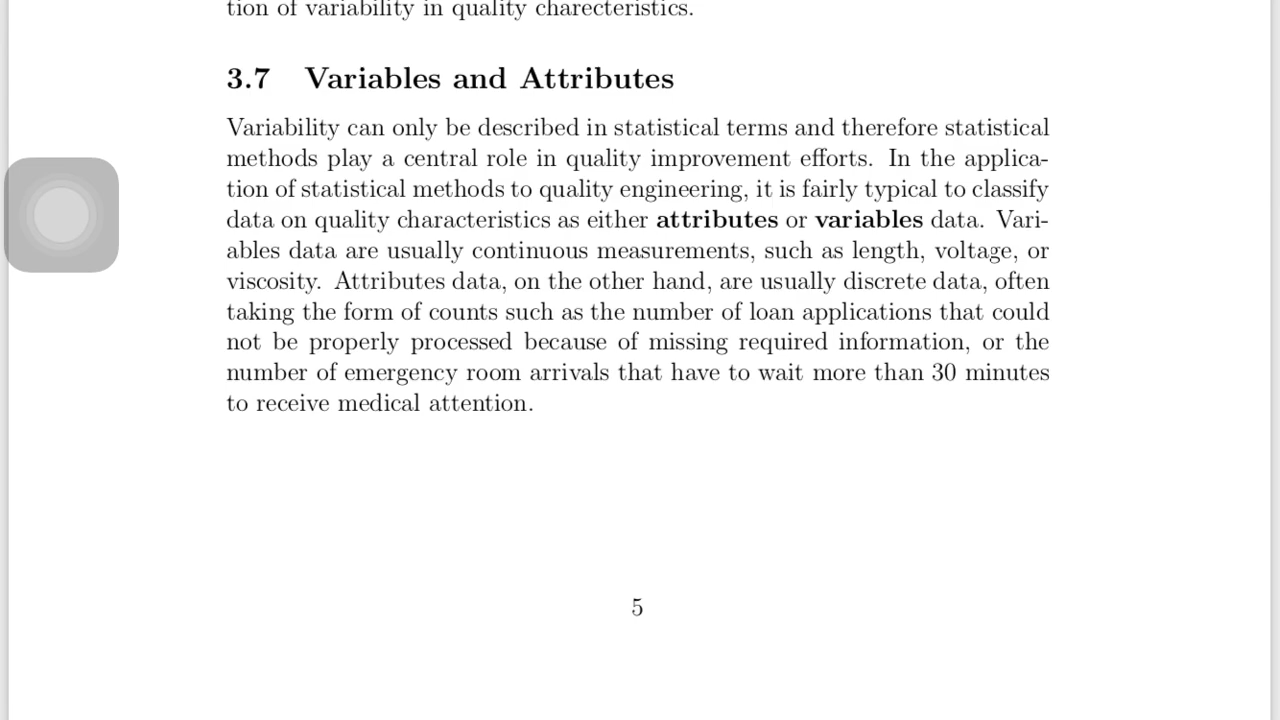 tion of variability in quality charecteristics.
3.7 Variables and Attributes
Variability can only be described in statistical terms and therefore statistical
methods play a central role in quality improvement efforts. In the applica-
tion of statistical methods to quality engineering, it is fairly typical to classify
data on quality characteristics as either attributes or variables data. Vari-
ables data are usually continuous measurements, such as length, voltage, or
viscosity. Attributes data, on the other hand, are usually discrete data, often
taking the form of counts such as the number of loan applications that could
not be properly processed because of missing required information, or the
number of emergency room arrivals that have to wait more than 30 minutes
to receive medical attention.
5